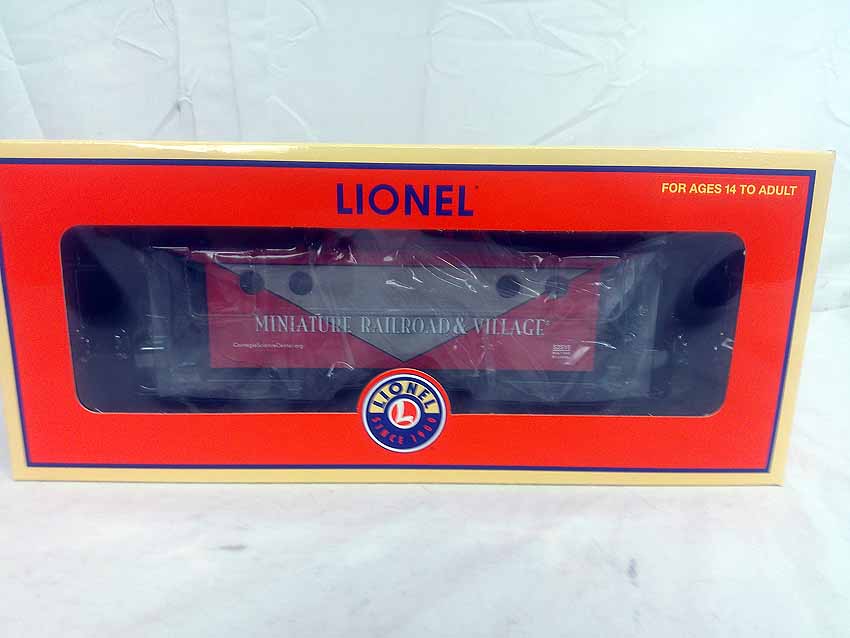 LIONEL
FOR AGES 14 TO ADULT
MINIATURE RAILROAD & VILLAGE
CarnegieScienceCenter.org
LIONEL
L
SINCE 1900